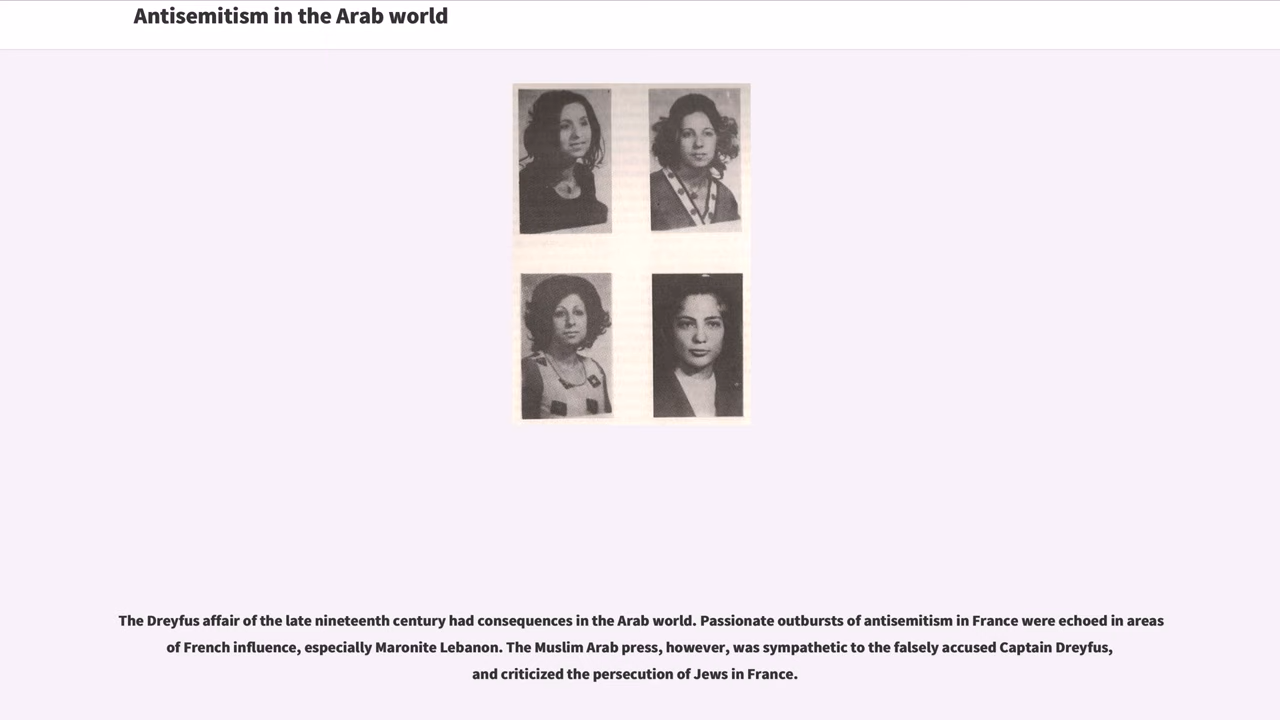 Antisemitism in the Arab world
The Dreyfus affair of the late nineteenth century had consequences in the Arab world. Passionate outbursts of antisemitism in France were echoed in areas
of French influence, especially Maronite Lebanon. The Muslim Arab press, however, was sympathetic to the falsely accused Captain Dreyfus,
and criticized the persecution of Jews in France.